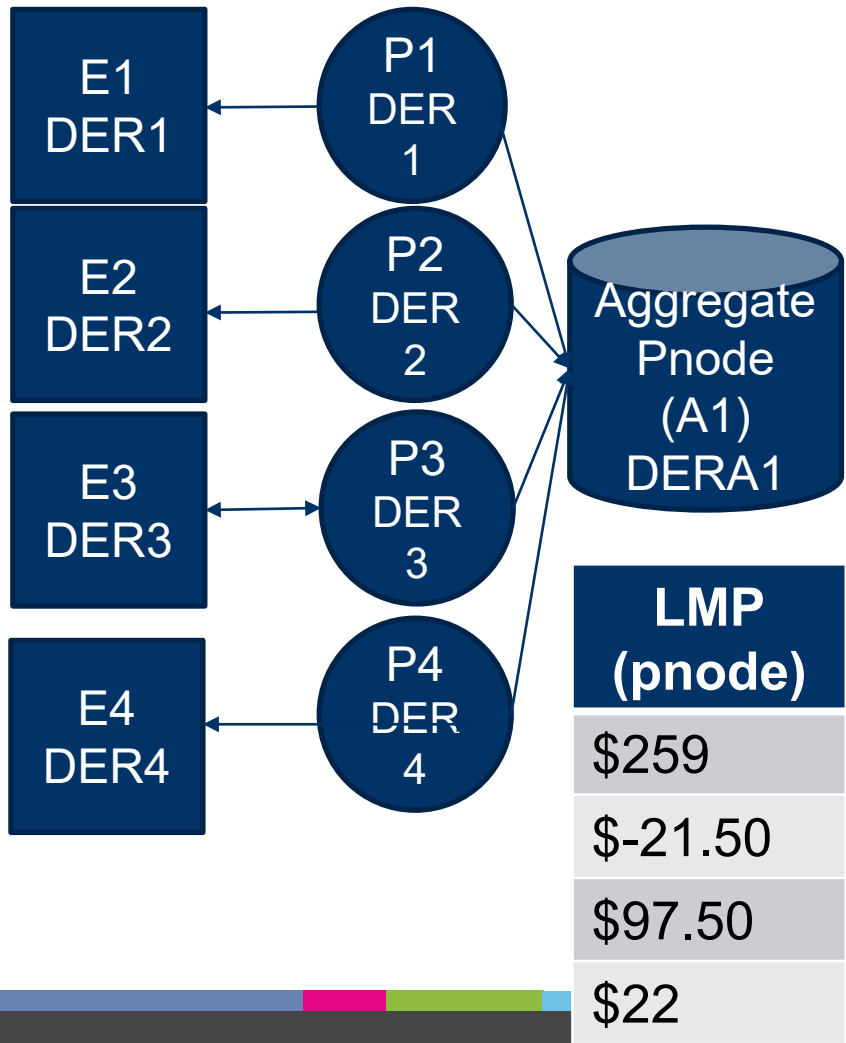 E1
DER1
P1
DER
1
E2
DER2
P2
DER
2
E3
DER3
P3
DER
3
E4
DER4
P4
DER
4
Aggregate
Pnode
(A1)
DERA1
LMP
(pnode)
$259
$-21.50
$97.50
$22